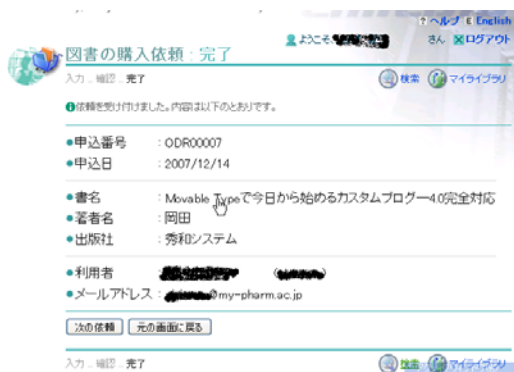 ? ヘルプ E English
ようこそ さん ログアウト
図書の購入依頼:完了
入力 .. 確認 .. 完了 検索 マイライブラリ
依頼を受け付けました。内容は以下のとおりです。
●申込番号 : ODR00007
●申込日 : 2007/12/14
●書名 : Movable Typeで今日から始めるカスタムブログー4.0完全対応
●著者名 : 岡田
●出版社 : 秀和システム
●利用者 : ( )
●メールアドレス : @my-pharm.ac.jp
次の依頼 元の画面に戻る
入力 .. 確認 .. 完了 検索 マイライブラリ